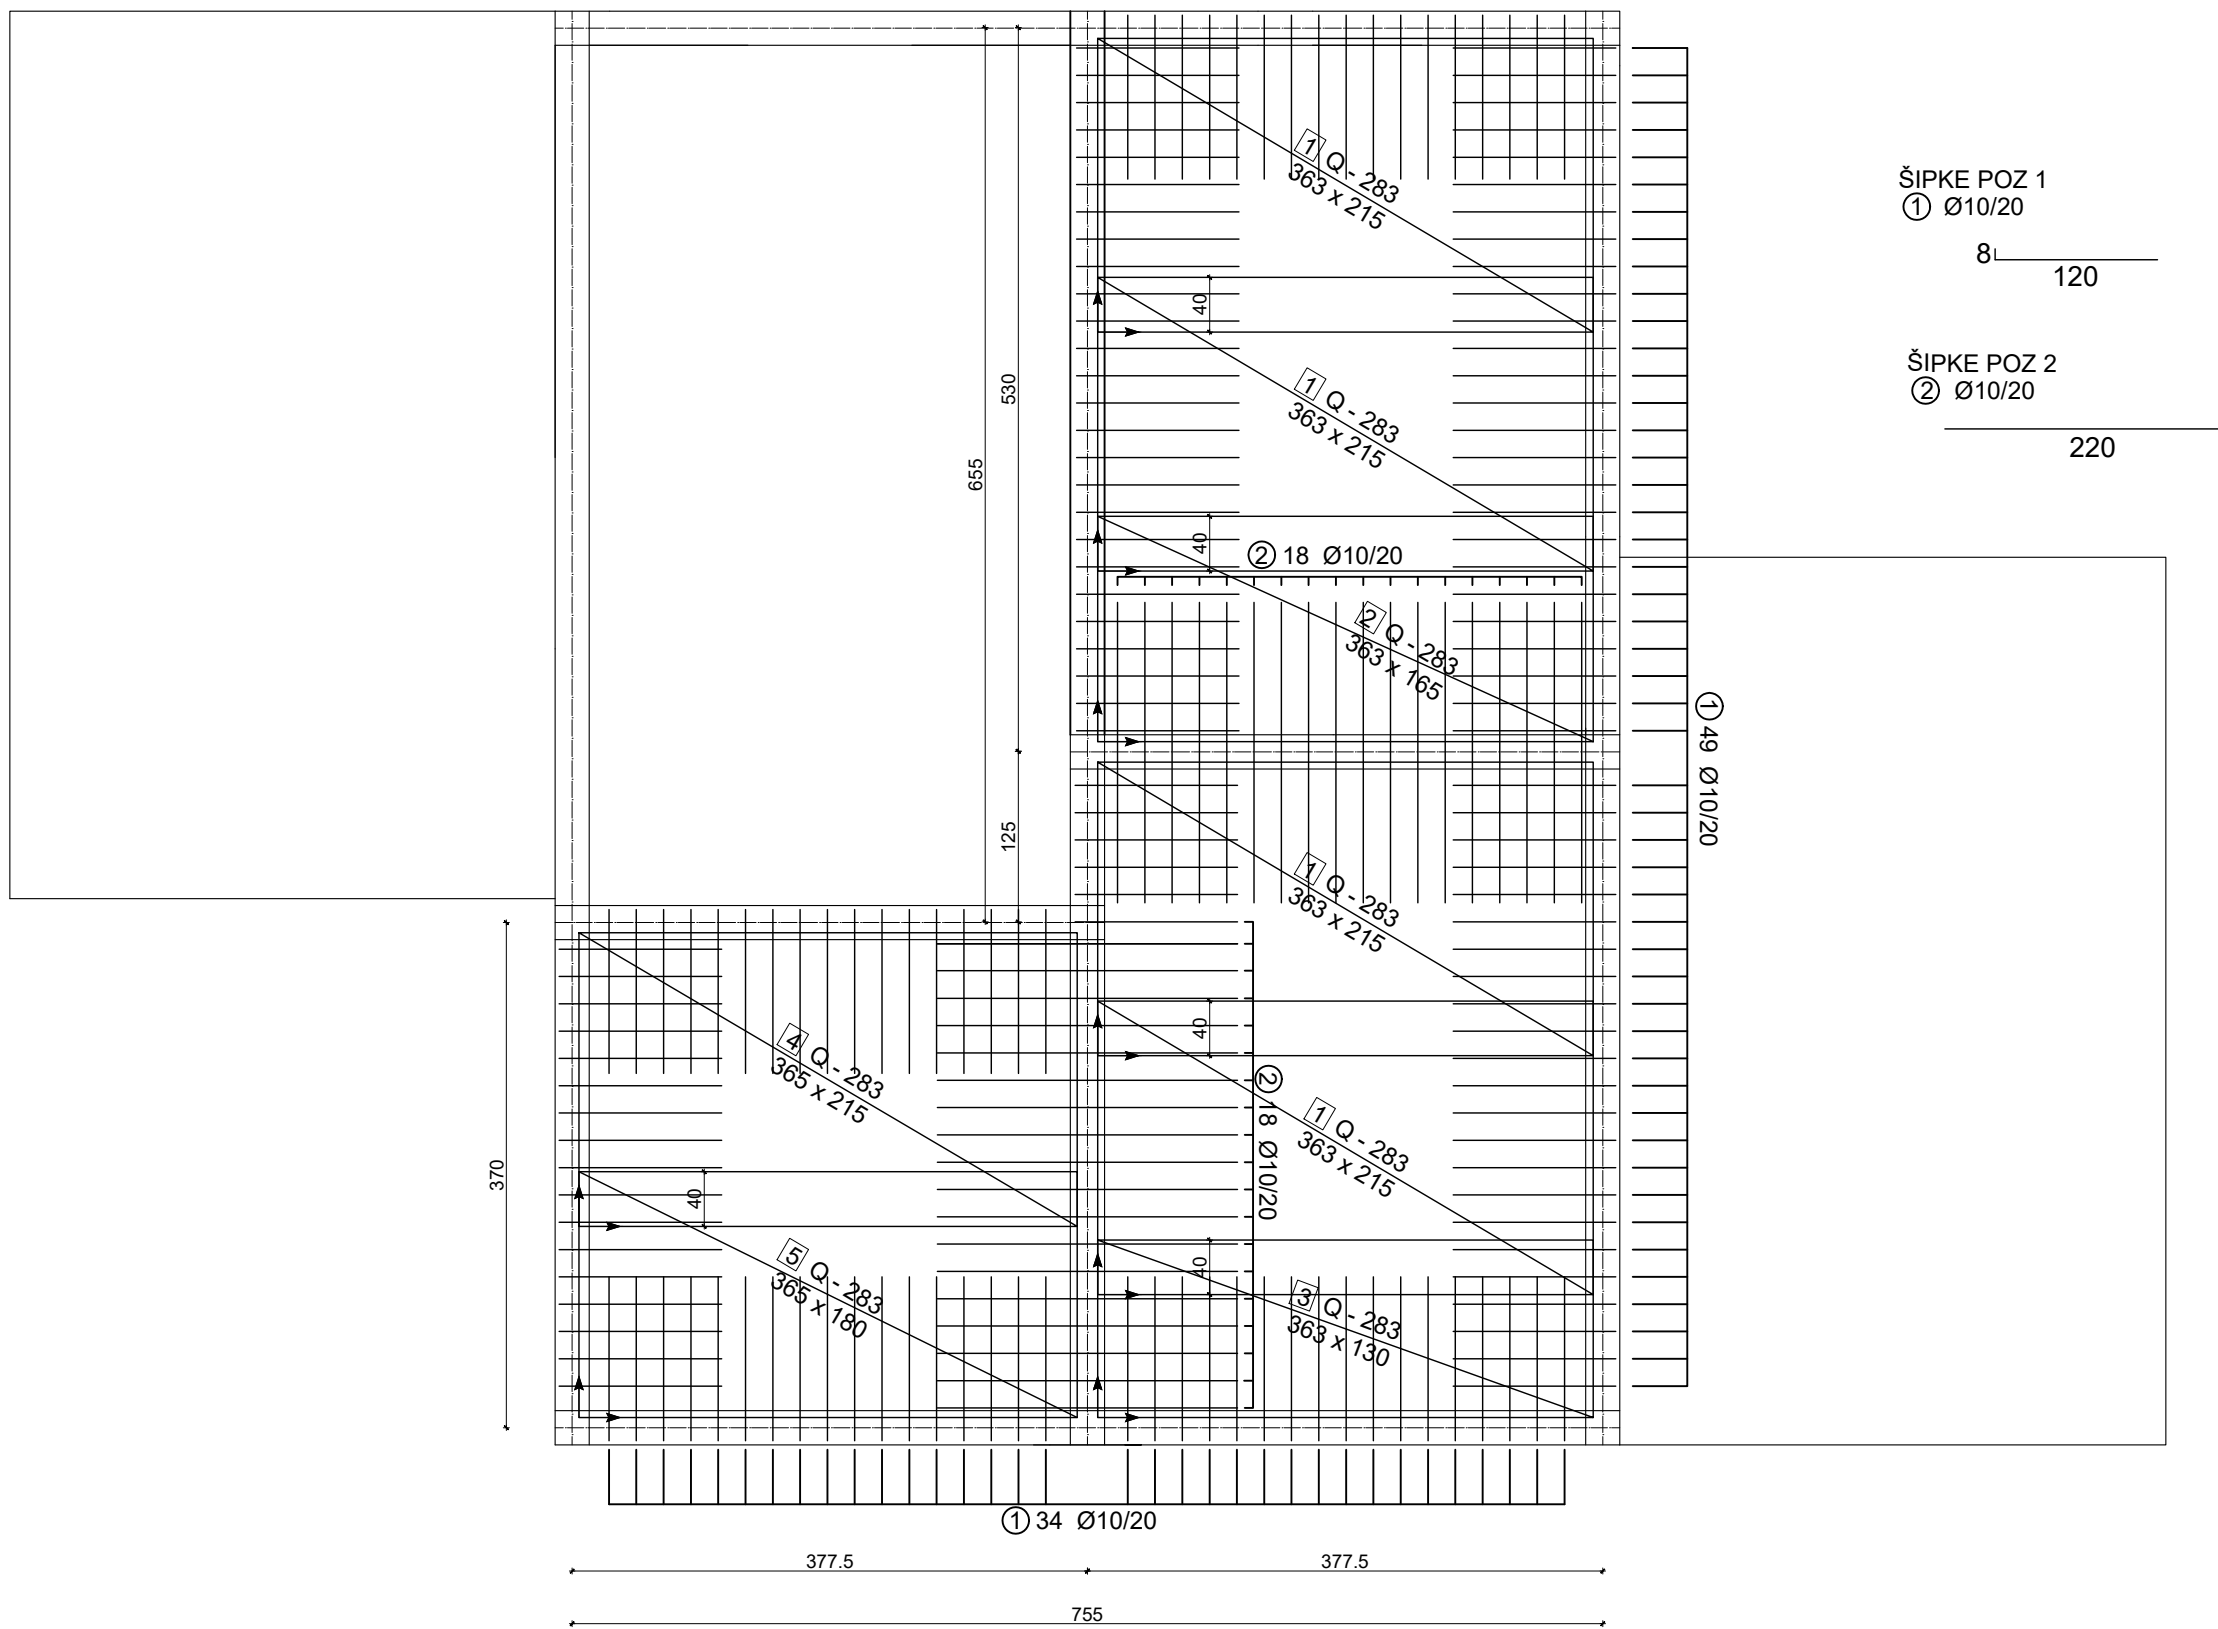 ŠIPKE POZ 1
1 Ø10/20
8
120
ŠIPKE POZ 2
2 Ø10/20
220
1 Q - 283
363 x 215
40
1 Q - 283
363 x 215
530
655
40
2 18 Ø10/20
2 Q - 283
363 x 165
1 49 Ø10/20
125
1 Q - 283
363 x 215
40
4 Q - 283
365 x 215
2 18 Ø10/20
1 Q - 283
363 x 215
370
40
40
5 Q - 283
365 x 180
3 Q - 283
363 x 130
1 34 Ø10/20
377.5
377.5
755